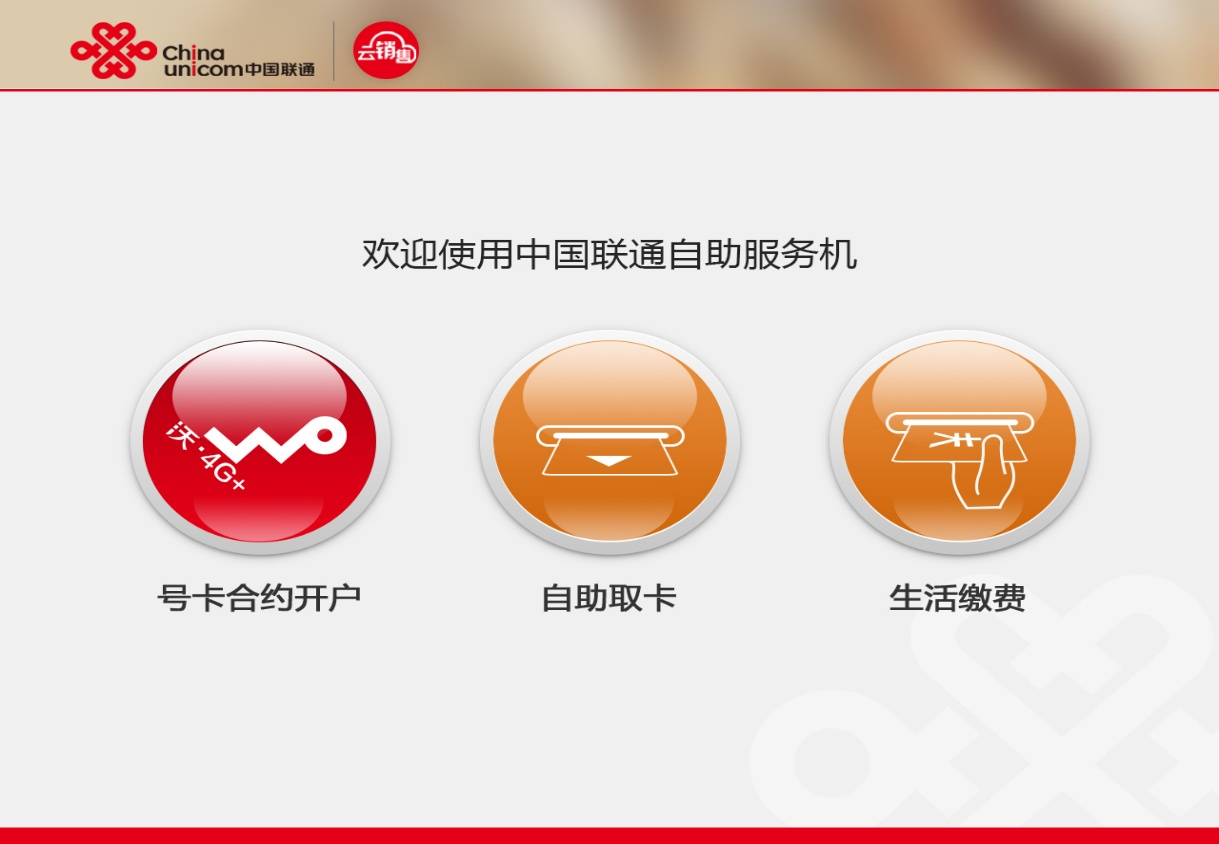 China
unicom中国联通
云销售
欢迎使用中国联通自助服务机
沃·4G+
号卡合约开户
自助取卡
生活缴费